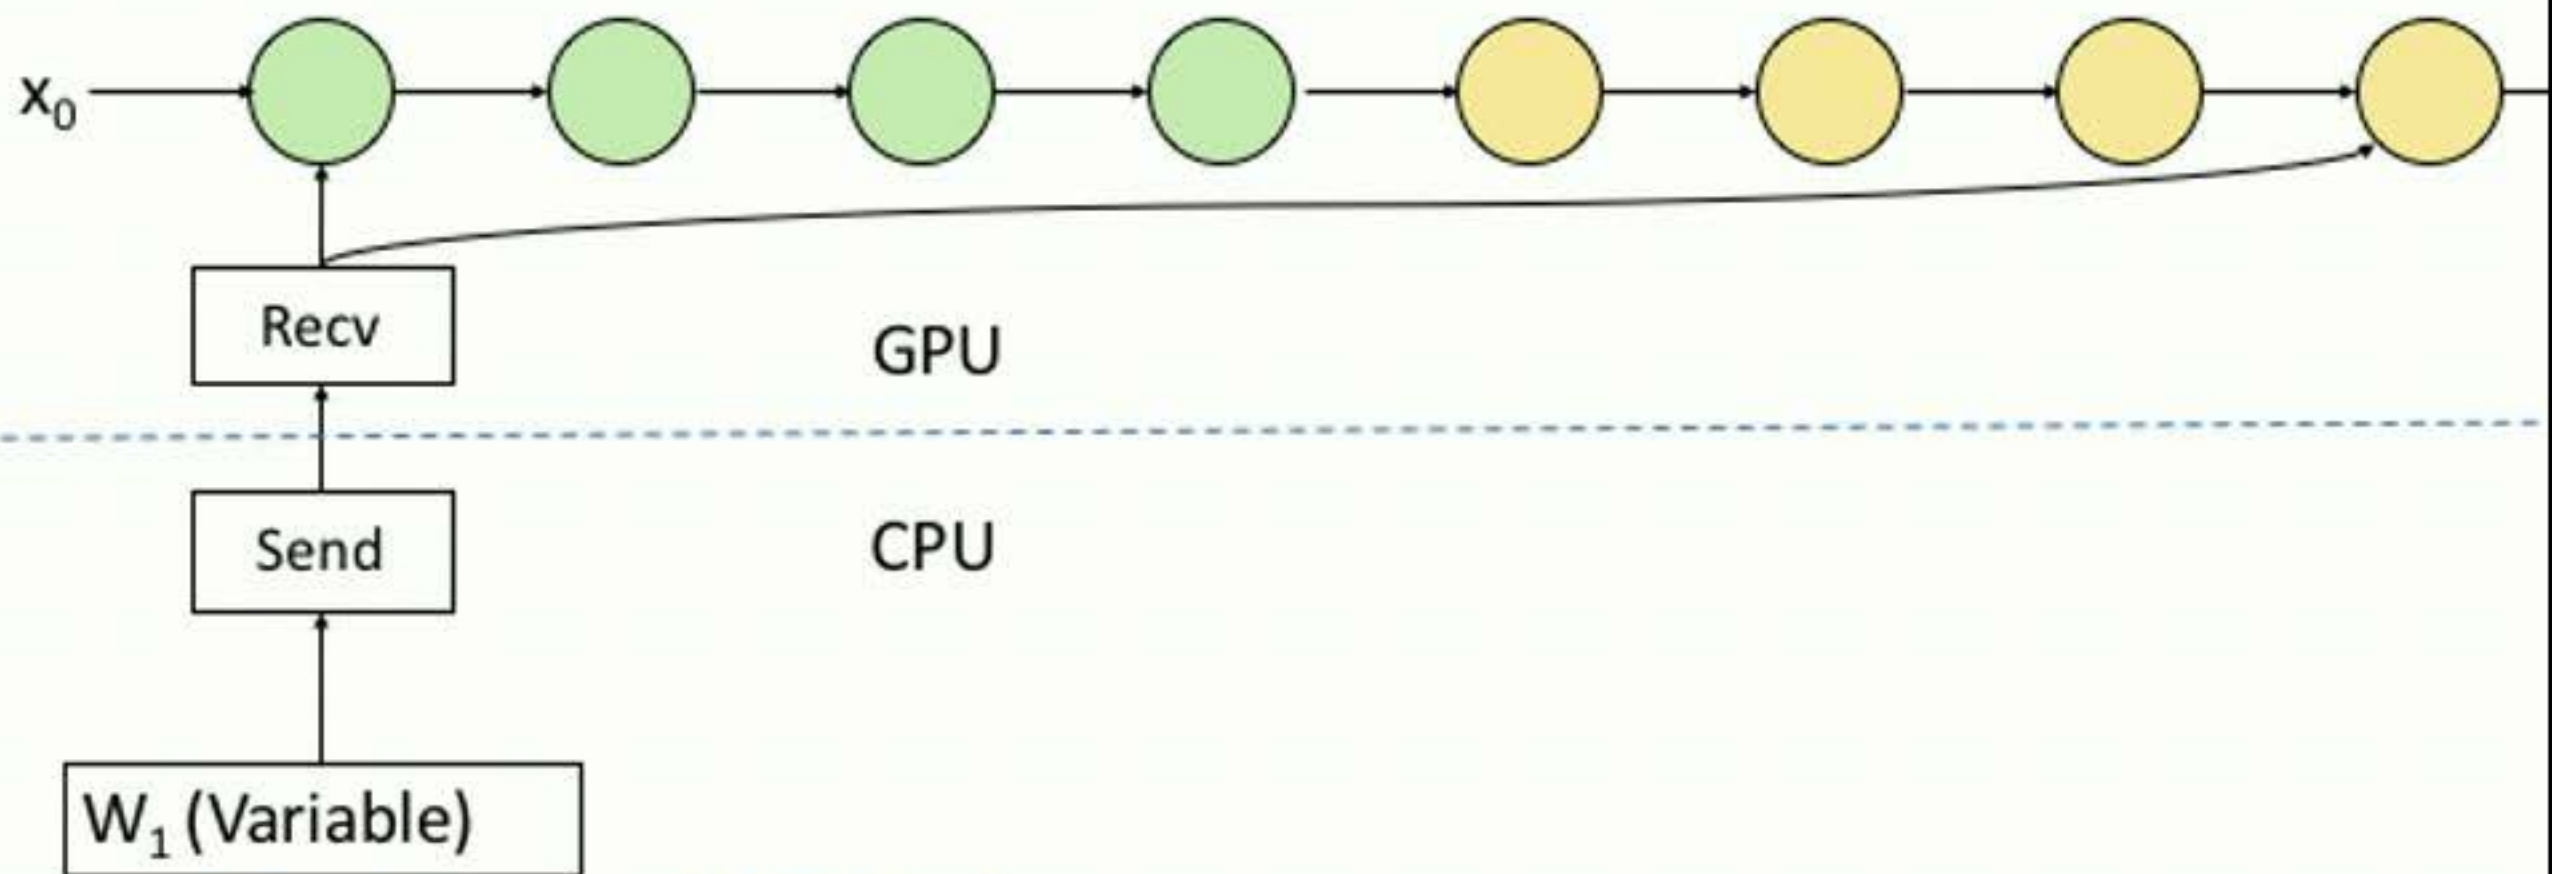 x₀
Recv
GPU
Send
CPU
W₁ (Variable)